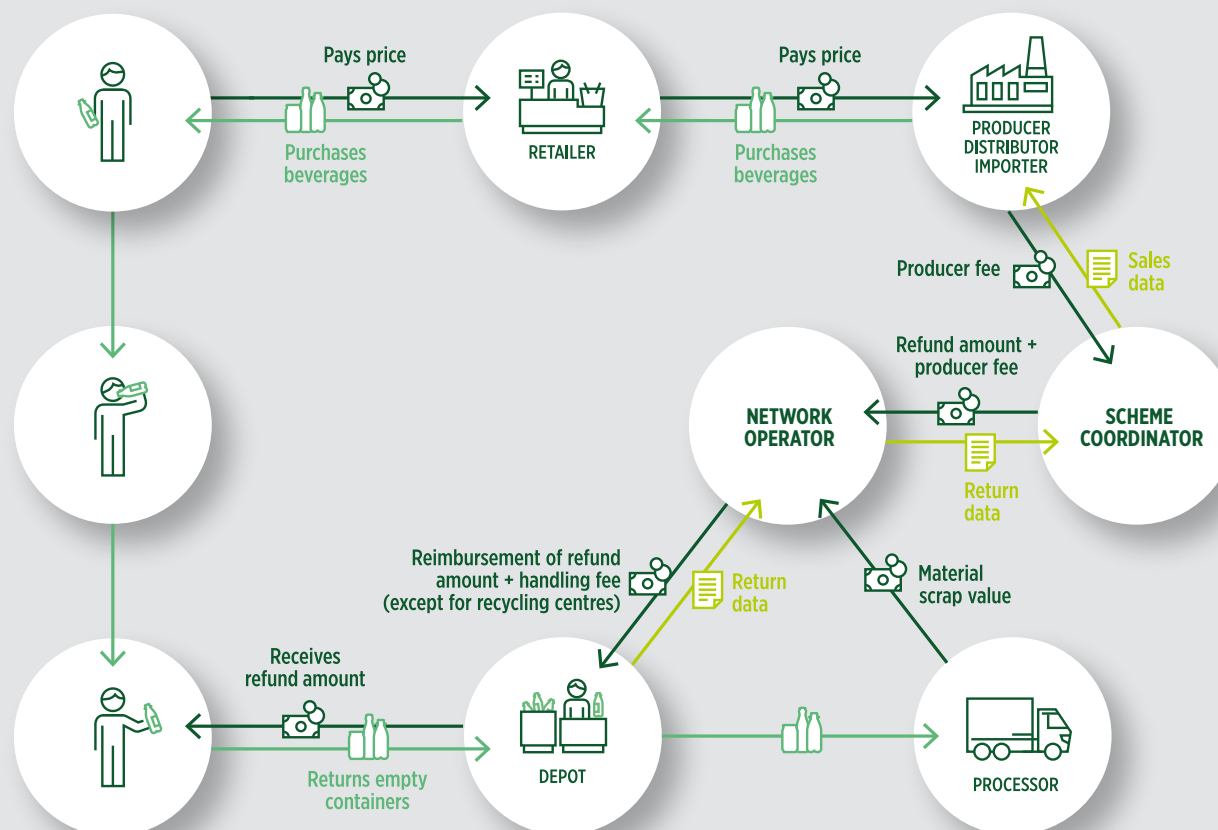 Pays price
Purchases
beverages
RETAILER
Pays price
Purchases
beverages
PRODUCER
DISTRIBUTOR
IMPORTER
Producer fee
Sales
data
Refund amount +
producer fee
NETWORK
OPERATOR
SCHEME
COORDINATOR
Return
data
Reimbursement of refund
amount + handling fee
(except for recycling centres)
Return
data
Material
scrap value
Receives
refund amount
Returns empty
containers
DEPOT
PROCESSOR